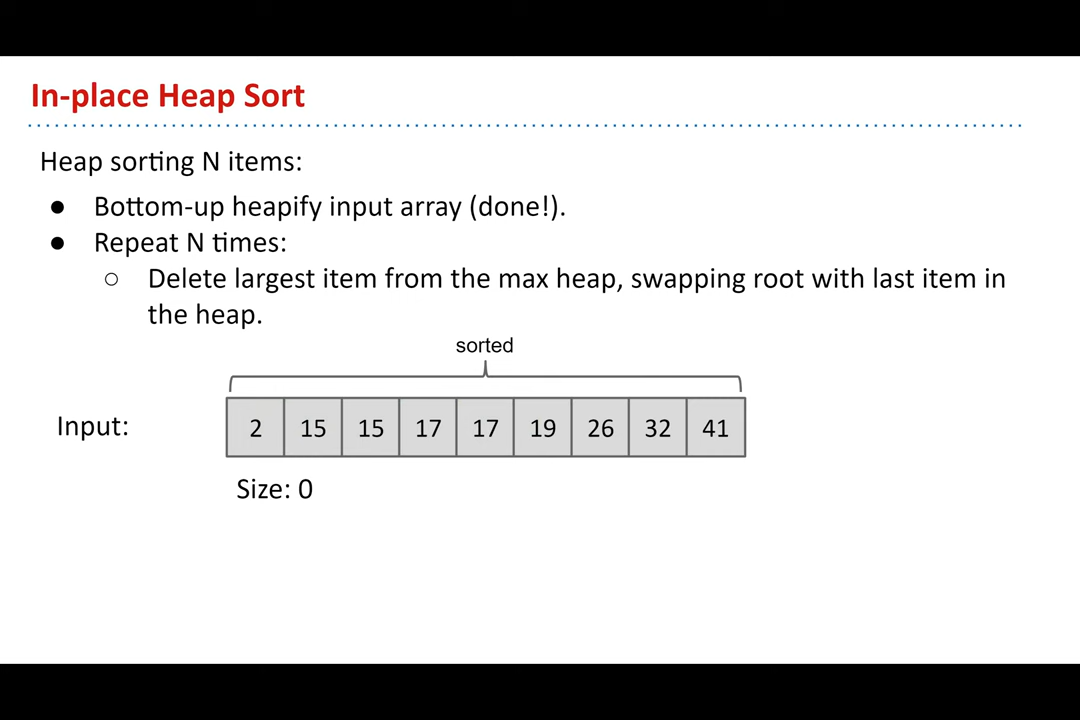 In-place Heap Sort
Heap sorting N items:
● Bottom-up heapify input array (done!).
● Repeat N times:
○ Delete largest item from the max heap, swapping root with last item in
the heap.
sorted
Input: 2 15 15 17 17 19 26 32 41
Size: 0